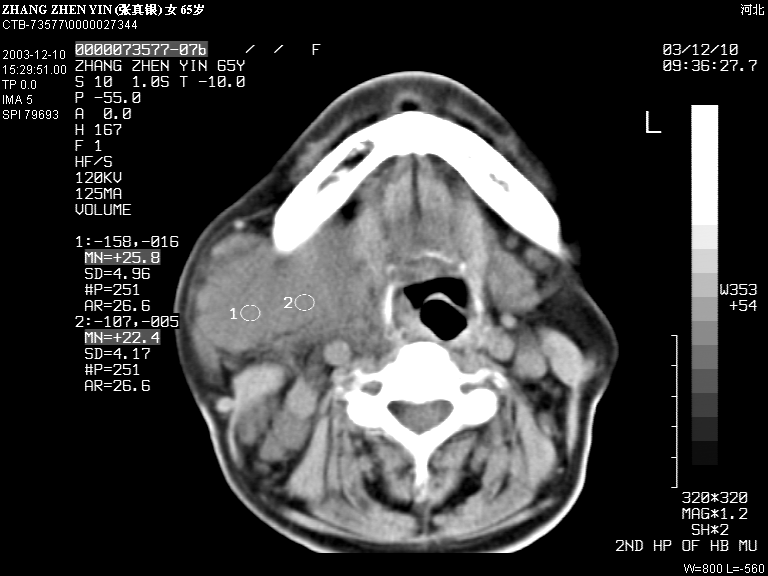 ZHANG ZHEN YIN (张真银) 女 65岁
河北
CTB-73577\0000027344
2003-12-10
15:29:51.00
TP 0.0
IMA 5
SPI 79693
0000073577-07b / / F
ZHANG ZHEN YIN 65Y
S 10 1.0S T -10.0
P -55.0
A 0.0
H 167
F 1
HF/S
120KV
125MA
VOLUME
03/12/10
09:36:27.7
L
1:-158,-016
MN=+25.8
SD=4.96
#P=251
AR=26.6
2:-107,-005
MN=+22.4
SD=4.17
#P=251
AR=26.6
1
2
W353
+54
320*320
MAG*1.2
SH*2
2ND HP OF HB MU
W=800 L=-560